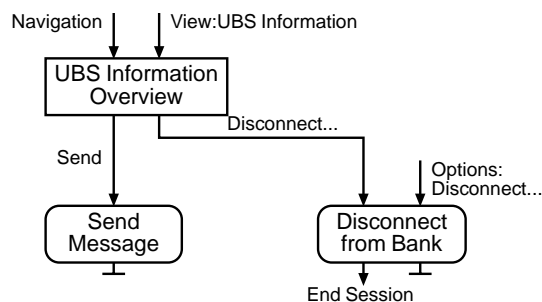 Navigation
View:UBS Information
UBS Information
Overview
Disconnect...
Send
Options:
Disconnect...
Send
Message
Disconnect
from Bank
End Session